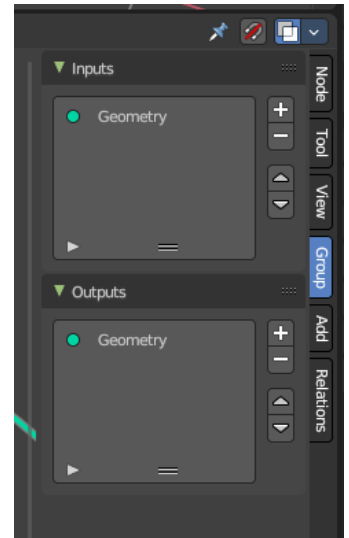 Inputs
Geometry
Outputs
Geometry
Node
Tool
View
Group
Add
Relations